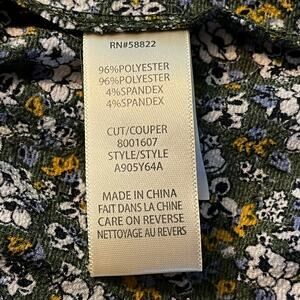 RN#58822
96%POLYESTER
96%POLYESTER
4%SPANDEX
4%SPANDEX
CUT/COUPER
8001607
STYLE/STYLE
A905Y64A
MADE IN CHINA
FAIT DANS LA CHINE
CARE ON REVERSE
NETTOYAGE AU REVERS